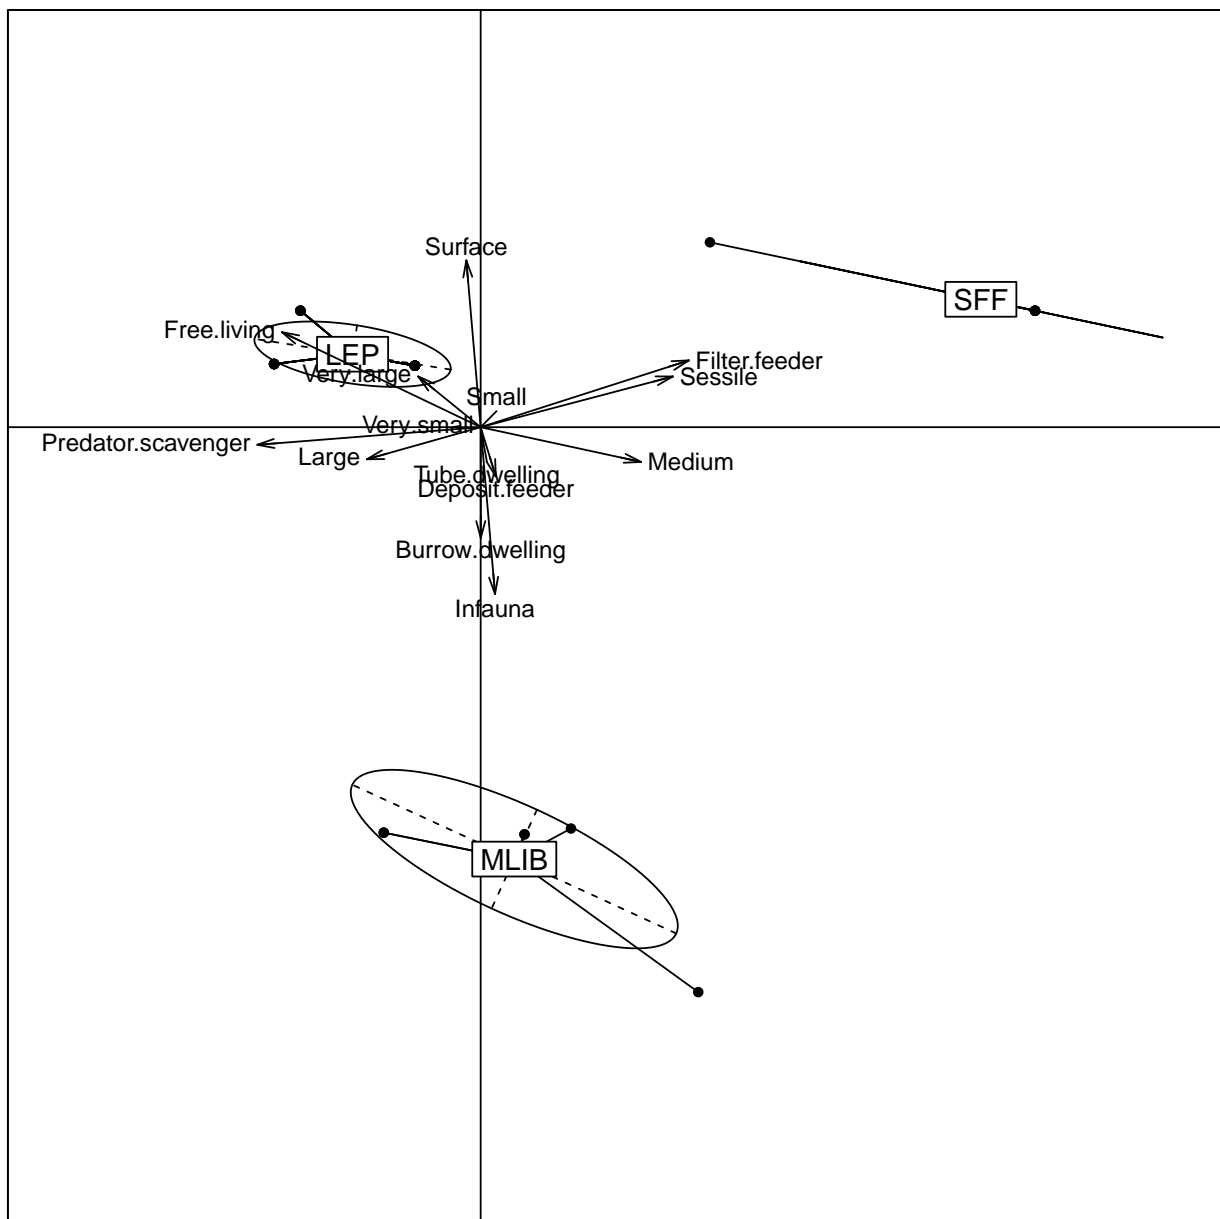 Surface
SFF
Free.living
LEP
Filter.feeder
Very.large
Sessile
Small
Very.small
Predator.scavenger
Large
Medium
Tube.dwelling
Deposit.feeder
Burrow.dwelling
Infauna
MLIB